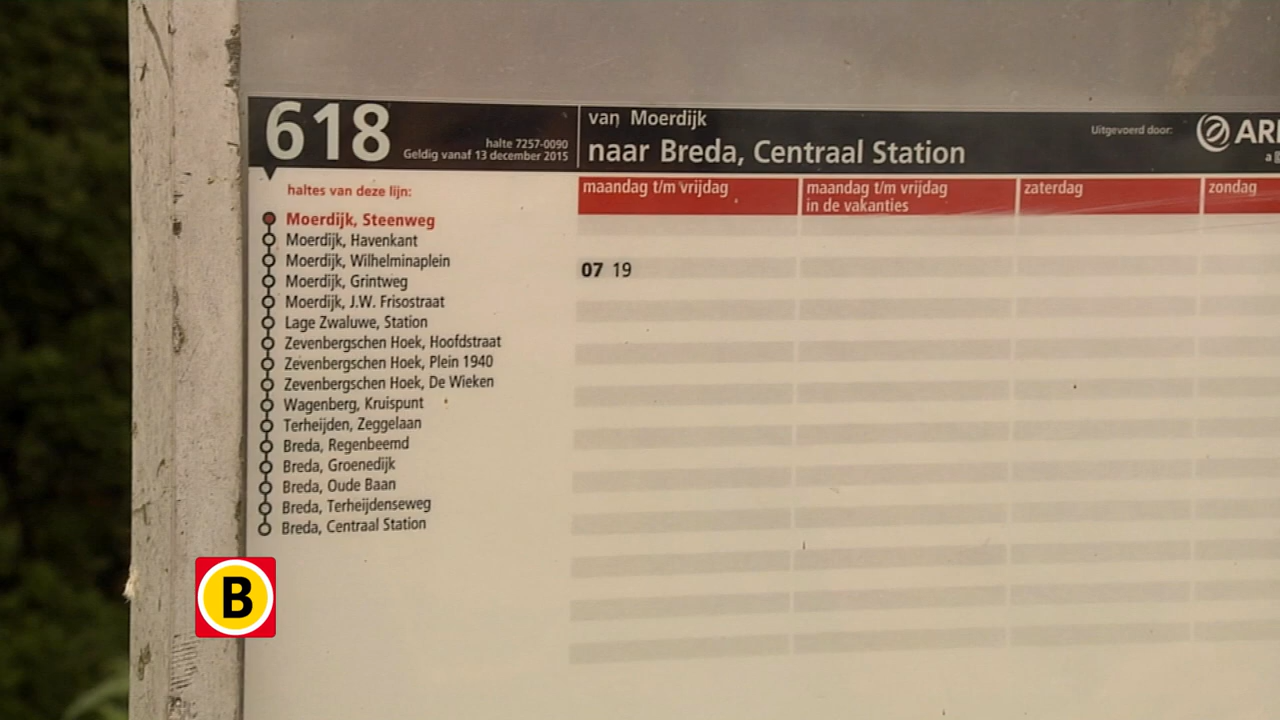 618
halte 7257-0090
Geldig vanaf 13 december 2015
van Moerdijk
naar Breda, Centraal Station
Uitgevoerd door:
haltes van deze lijn:
maandag t/m vrijdag
maandag t/m vrijdag
in de vakanties
zaterdag
zondag
Moerdijk, Steenweg
Moerdijk, Havenkant
Moerdijk, Wilhelminaplein
07 19
Moerdijk, Grintweg
Moerdijk, J.W. Frisostraat
Lage Zwaluwe, Station
Zevenbergschen Hoek, Hoofdstraat
Zevenbergschen Hoek, Plein 1940
Zevenbergschen Hoek, De Wieken
Wagenberg, Kruispunt
Terheijden, Zeggelaan
Breda, Regenbeemd
Breda, Groenedijk
Breda, Oude Baan
Breda, Terheijdenseweg
Breda, Centraal Station
B